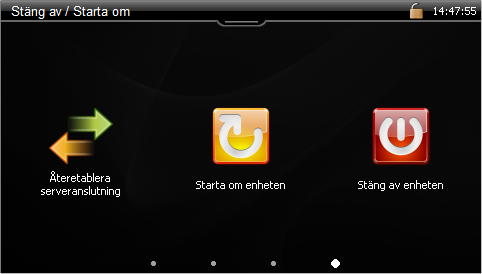 Stäng av / Starta om
14:47:55
Återetablera
serveranslutning
Starta om enheten
Stäng av enheten